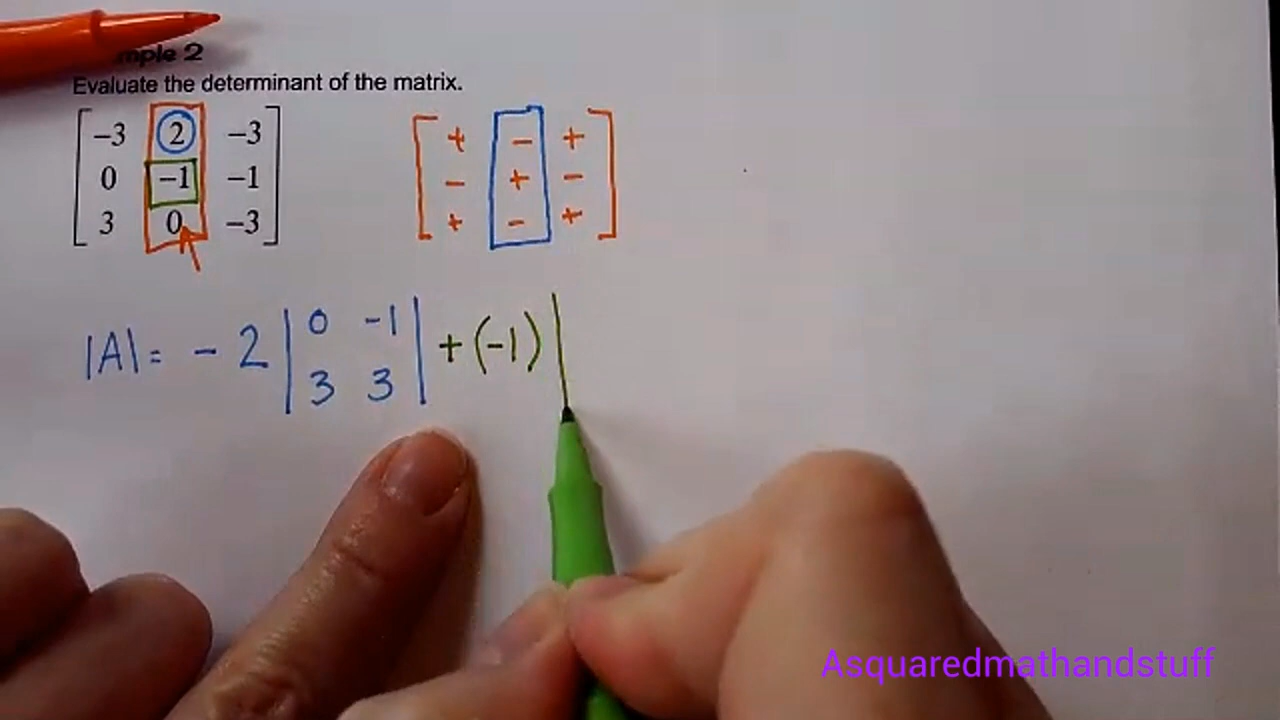 mple 2
Evaluate the determinant of the matrix.
−3 2 −3
0 −1 −1
3 0 −3
+ − +
− + −
+ − +
|A| = - 2 | 0 -1 | + (-1) |
3 3
Asquaredmathandstuff